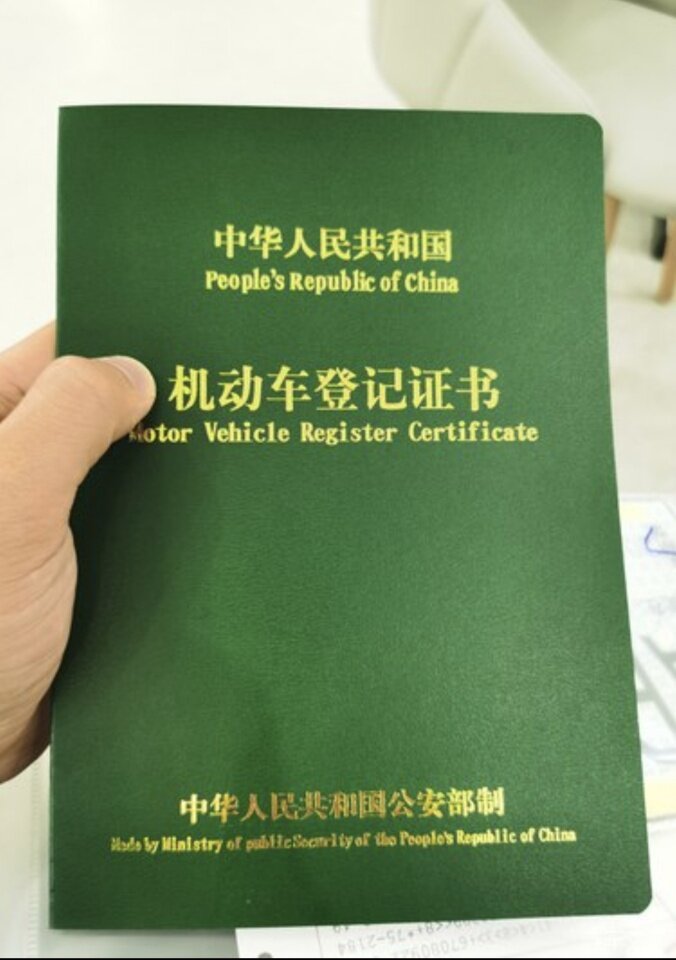 中华人民共和国
People's Republic of China
机动车登记证书
Motor Vehicle Register Certificate
中华人民共和国公安部制
Made by Ministry of public Security of the People's Republic of China